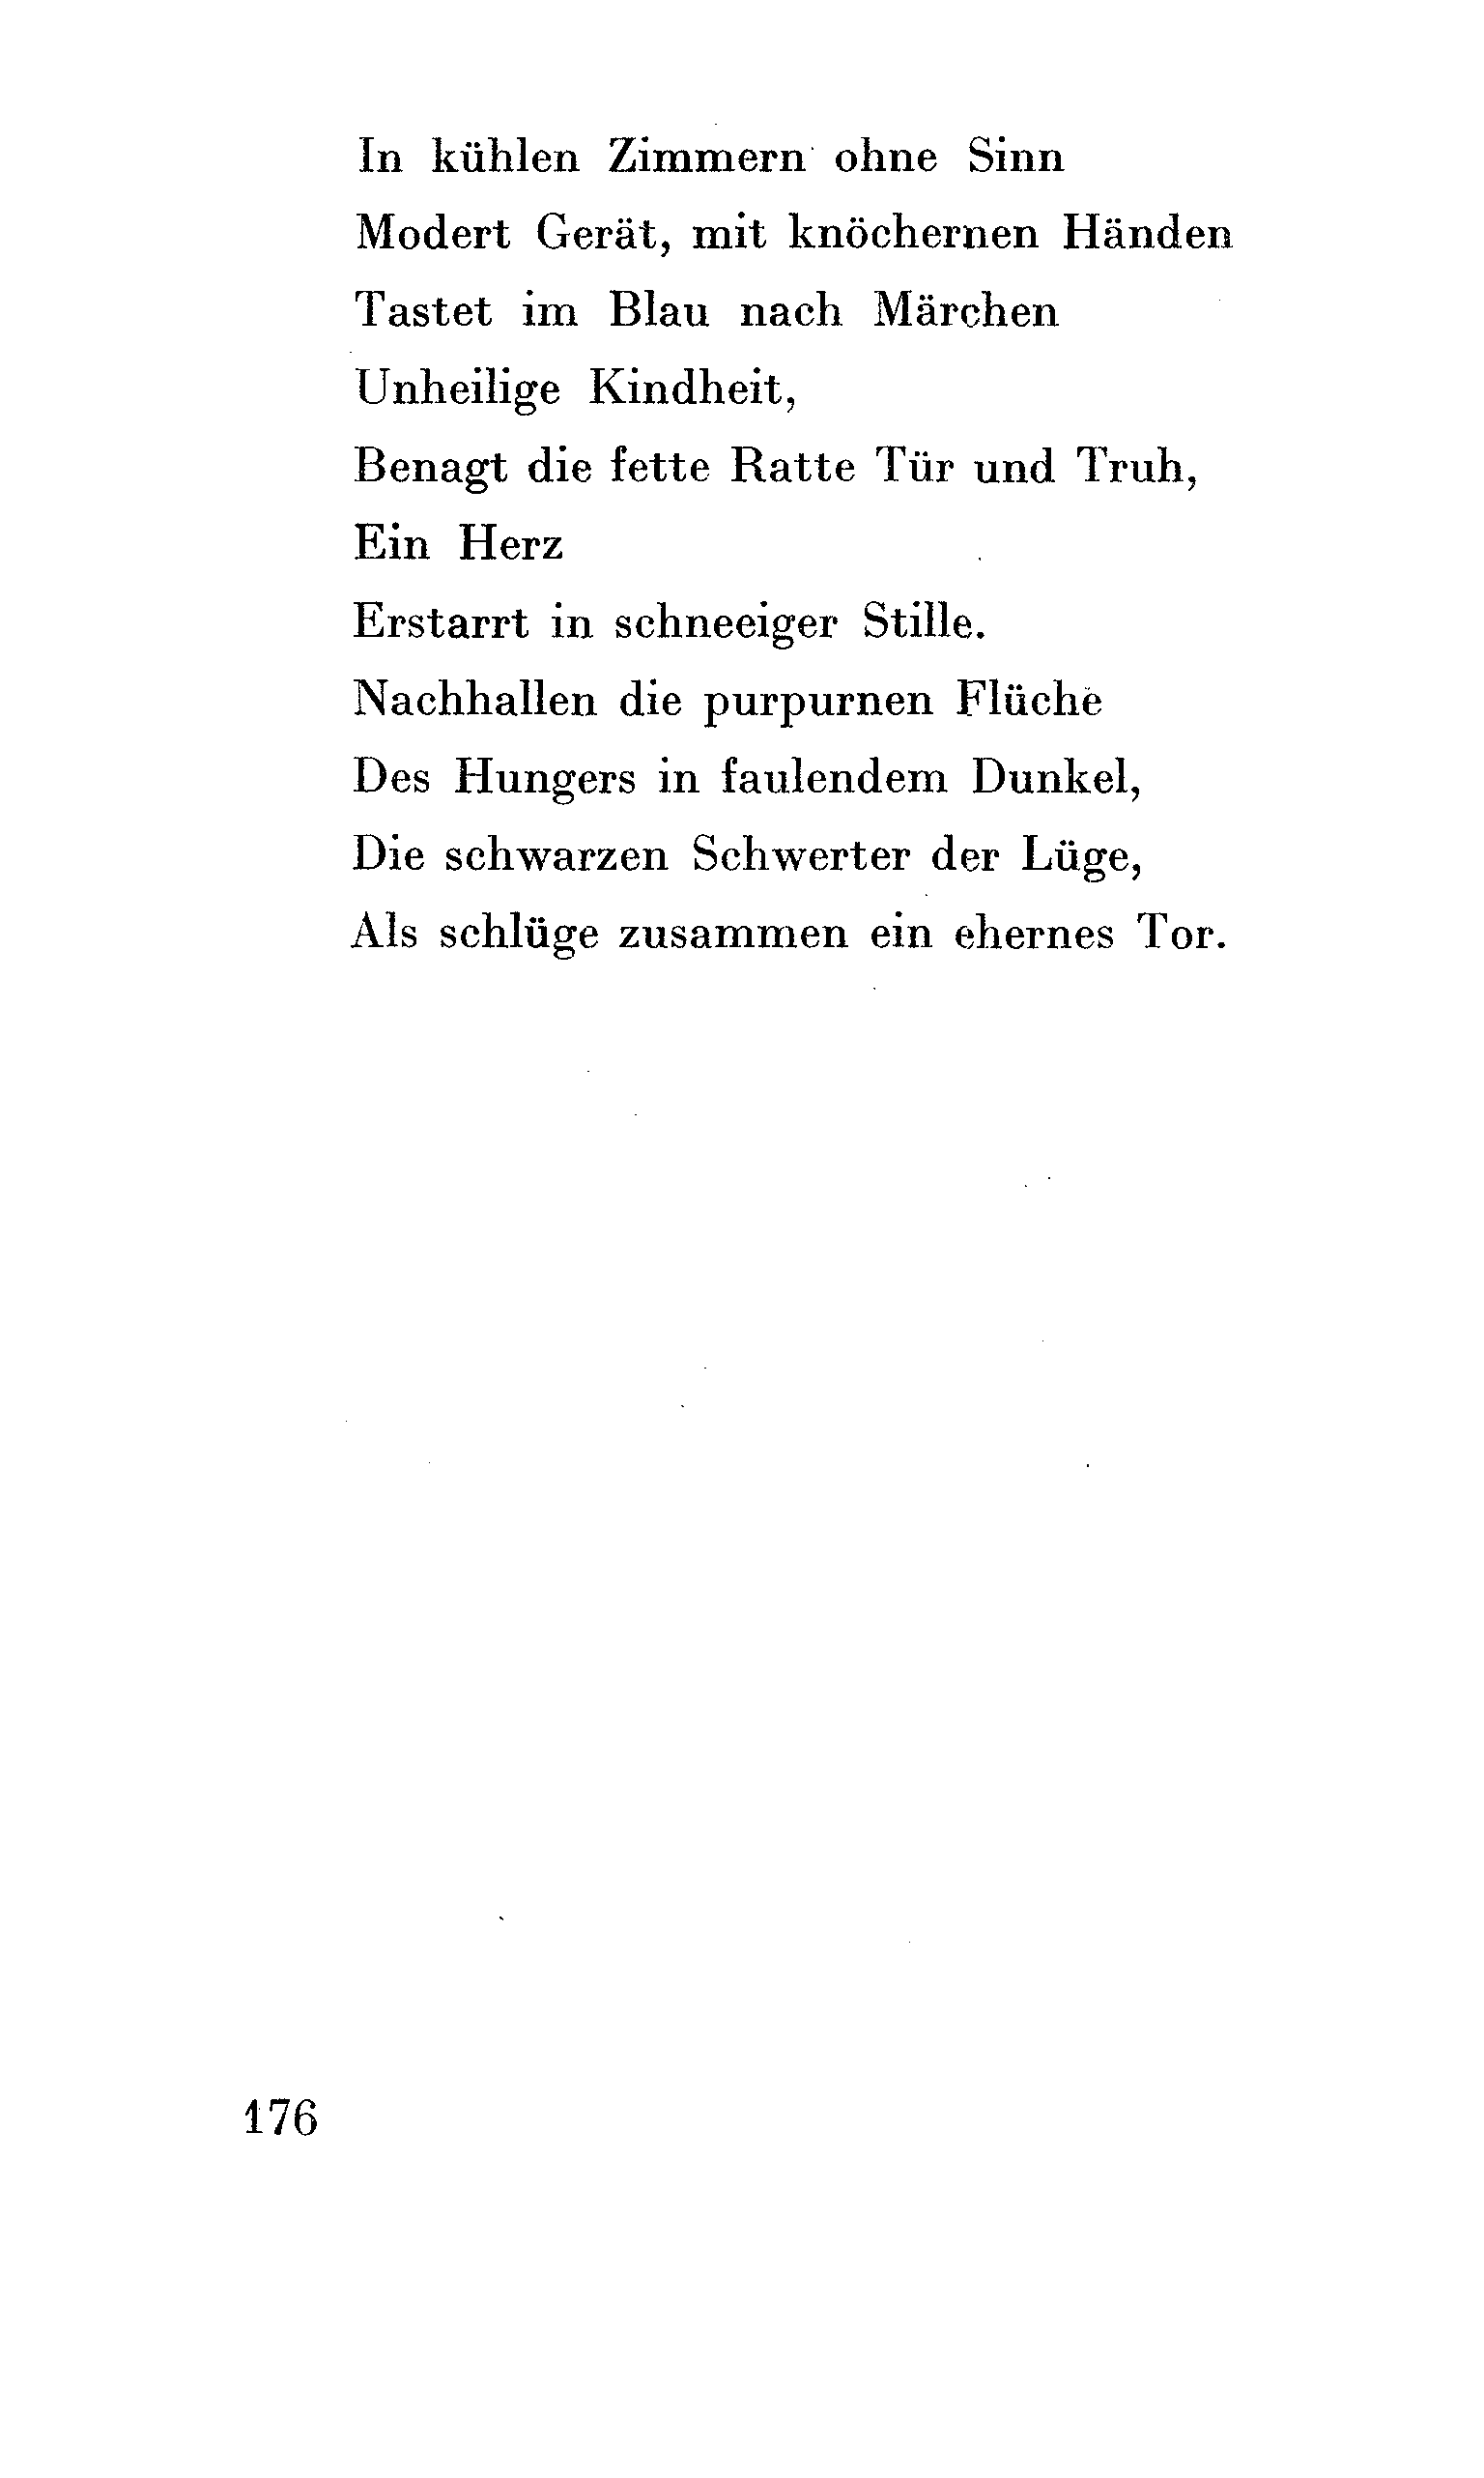 In kühlen Zimmern ohne Sinn
Modert Gerät, mit knöchernen Händen
Tastet im Blau nach Märchen
Unheilige Kindheit,
Benagt die fette Ratte Tür und Truh,
Ein Herz
Erstarrt in schneeiger Stille.
Nachhallen die purpurnen Flüche
Des Hungers in faulendem Dunkel,
Die schwarzen Schwerter der Lüge,
Als schlüge zusammen ein ehernes Tor.
176